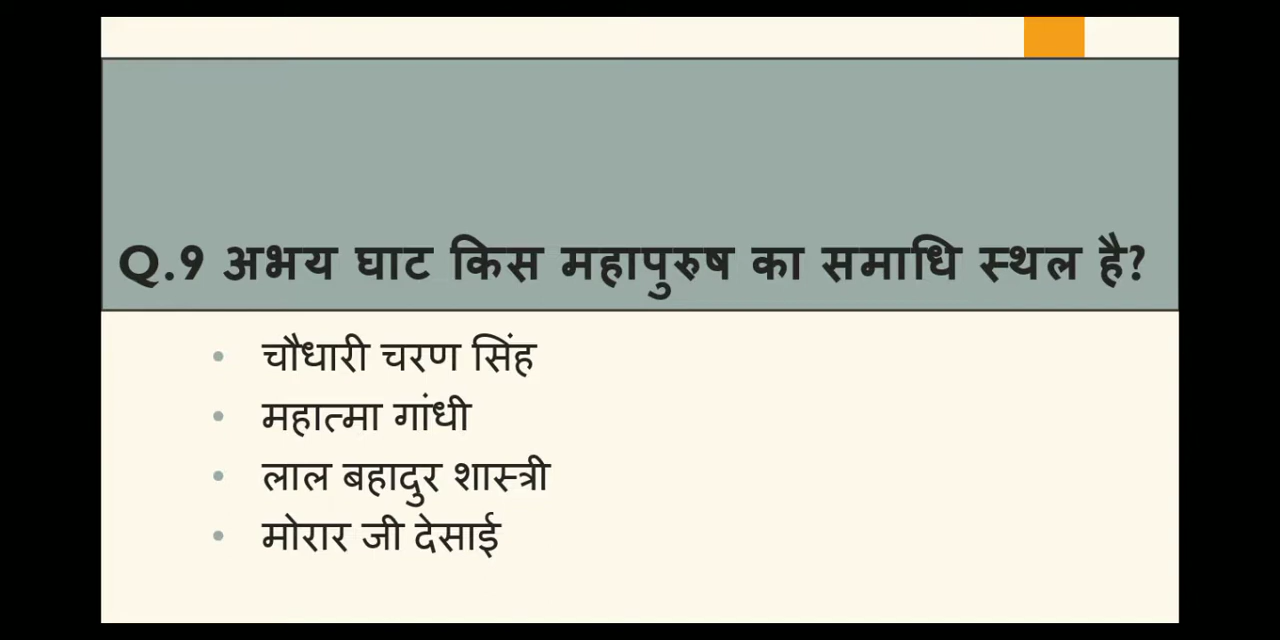 Q.9 अभय घाट किस महापुरुष का समाधि स्थल है?
• चौधारी चरण सिंह
• महात्मा गांधी
• लाल बहादुर शास्त्री
• मोरार जी देसाई